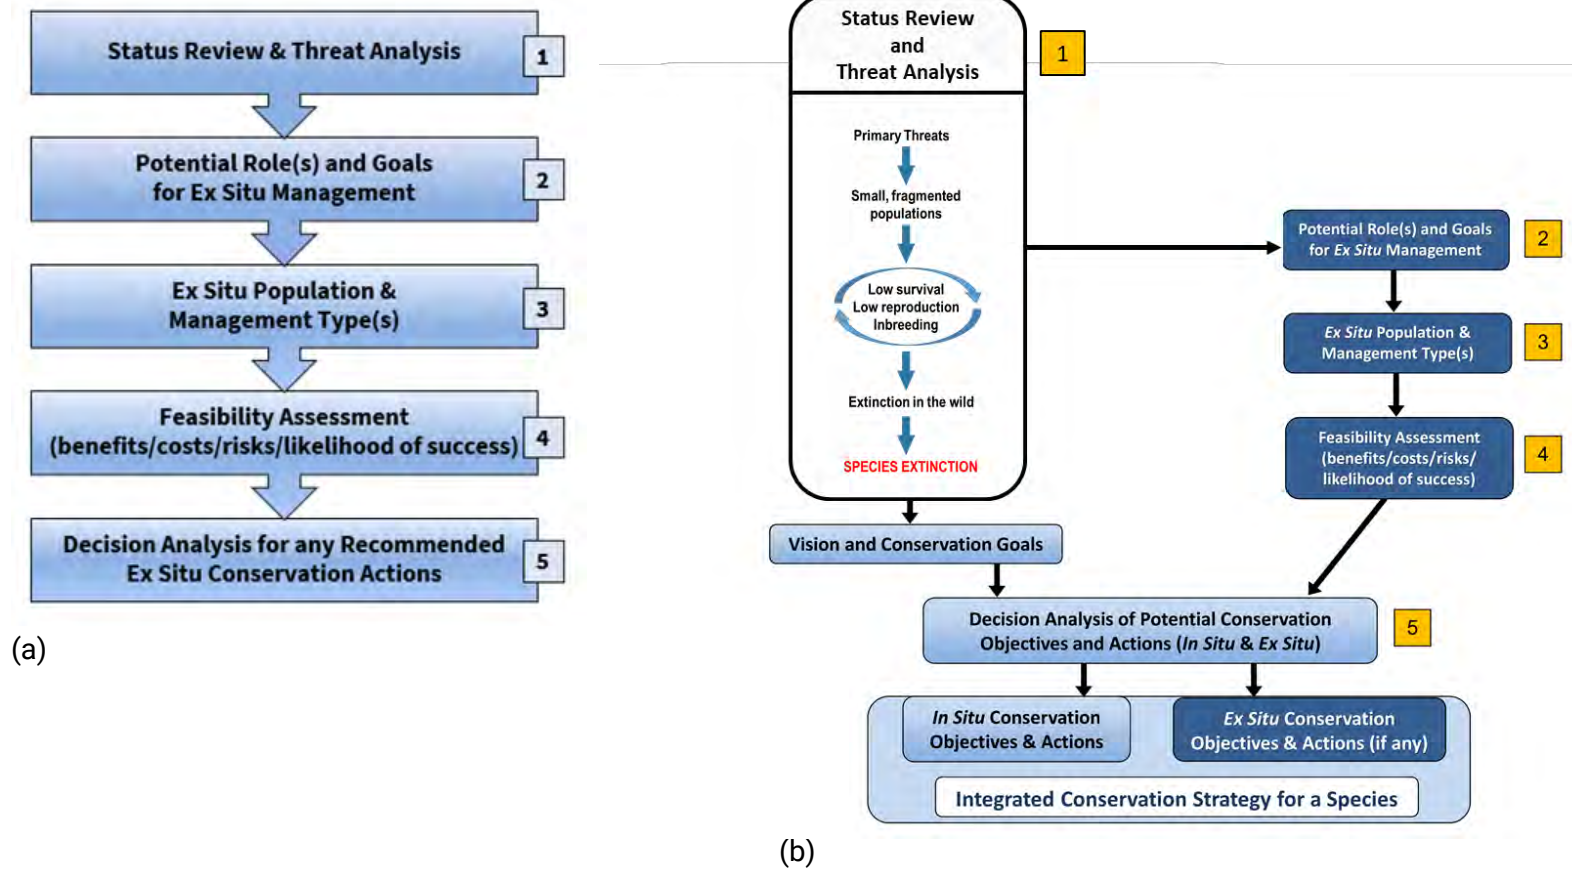 Status Review & Threat Analysis
1
Potential Role(s) and Goals
for Ex Situ Management
2
Ex Situ Population &
Management Type(s)
3
Feasibility Assessment
(benefits/costs/risks/likelihood of success)
4
Decision Analysis for any Recommended
Ex Situ Conservation Actions
5
(a)
Status Review
and
Threat Analysis
1
Primary Threats
Small, fragmented
populations
Low survival
Low reproduction
Inbreeding
Extinction in the wild
SPECIES EXTINCTION
Potential Role(s) and Goals
for Ex Situ Management
2
Ex Situ Population &
Management Type(s)
3
Feasibility Assessment
(benefits/costs/risks/
likelihood of success)
4
Vision and Conservation Goals
Decision Analysis of Potential Conservation
Objectives and Actions (In Situ & Ex Situ)
5
In Situ Conservation
Objectives & Actions
Ex Situ Conservation
Objectives & Actions (if any)
Integrated Conservation Strategy for a Species
(b)